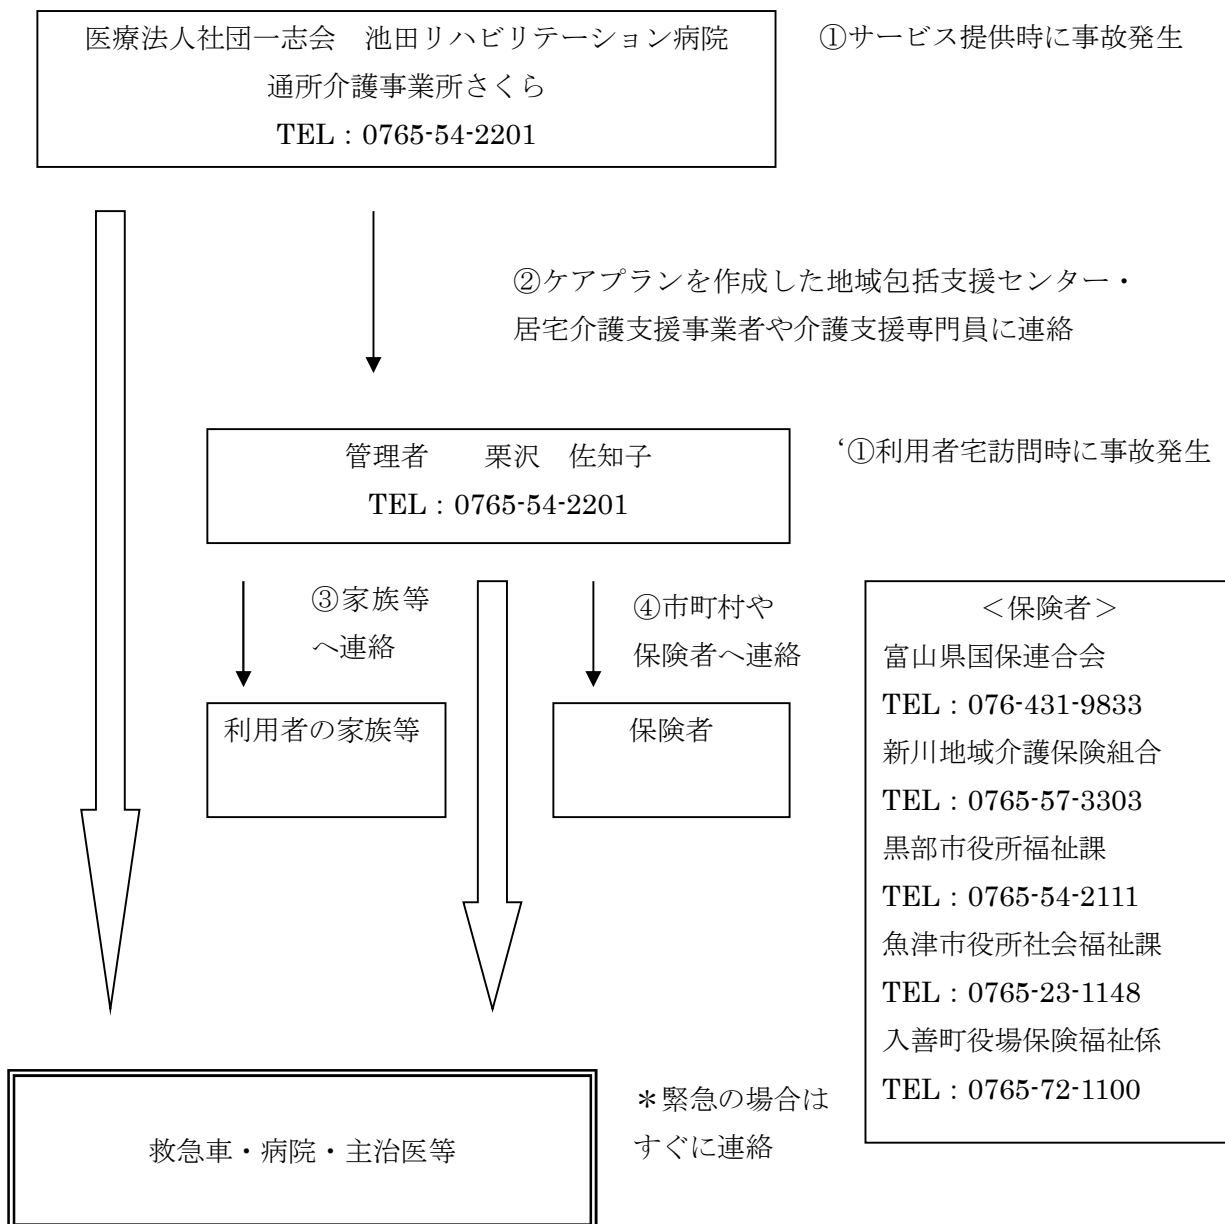 医療法人社団一志会　池田リハビリテーション病院
通所介護事業所さくら
TEL：0765-54-2201
①サービス提供時に事故発生
②ケアプランを作成した地域包括支援センター・
居宅介護支援事業者や介護支援専門員に連絡
管理者　　栗沢　佐知子
TEL：0765-54-2201
‘①利用者宅訪問時に事故発生
③家族等
へ連絡
④市町村や
保険者へ連絡
利用者の家族等
保険者
＜保険者＞
富山県国保連合会
TEL：076-431-9833
新川地域介護保険組合
TEL：0765-57-3303
黒部市役所福祉課
TEL：0765-54-2111
魚津市役所社会福祉課
TEL：0765-23-1148
入善町役場保険福祉係
TEL：0765-72-1100
救急車・病院・主治医等
＊緊急の場合は
すぐに連絡